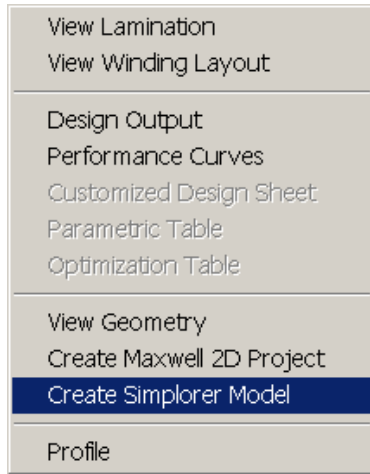 View Lamination
View Winding Layout
Design Output
Performance Curves
Customized Design Sheet
Parametric Table
Optimization Table
View Geometry
Create Maxwell 2D Project
Create Simplorer Model
Profile